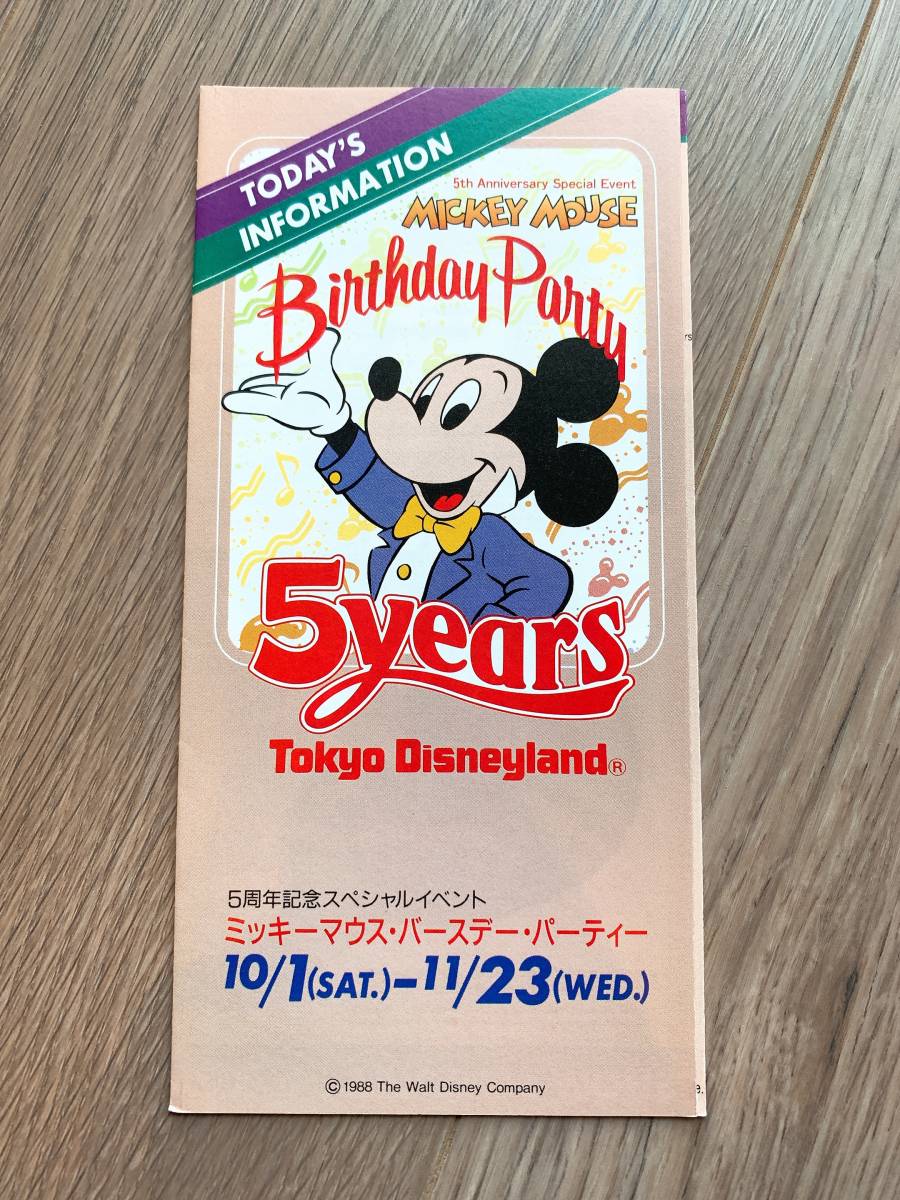 TODAY'S
INFORMATION
5th Anniversary Special Event
MICKEY MOUSE
Birthday Party
5years
Tokyo Disneyland®
5周年記念スペシャルイベント
ミッキーマウス・バースデー・パーティー
10/1(SAT.)–11/23(WED.)
© 1988 The Walt Disney Company